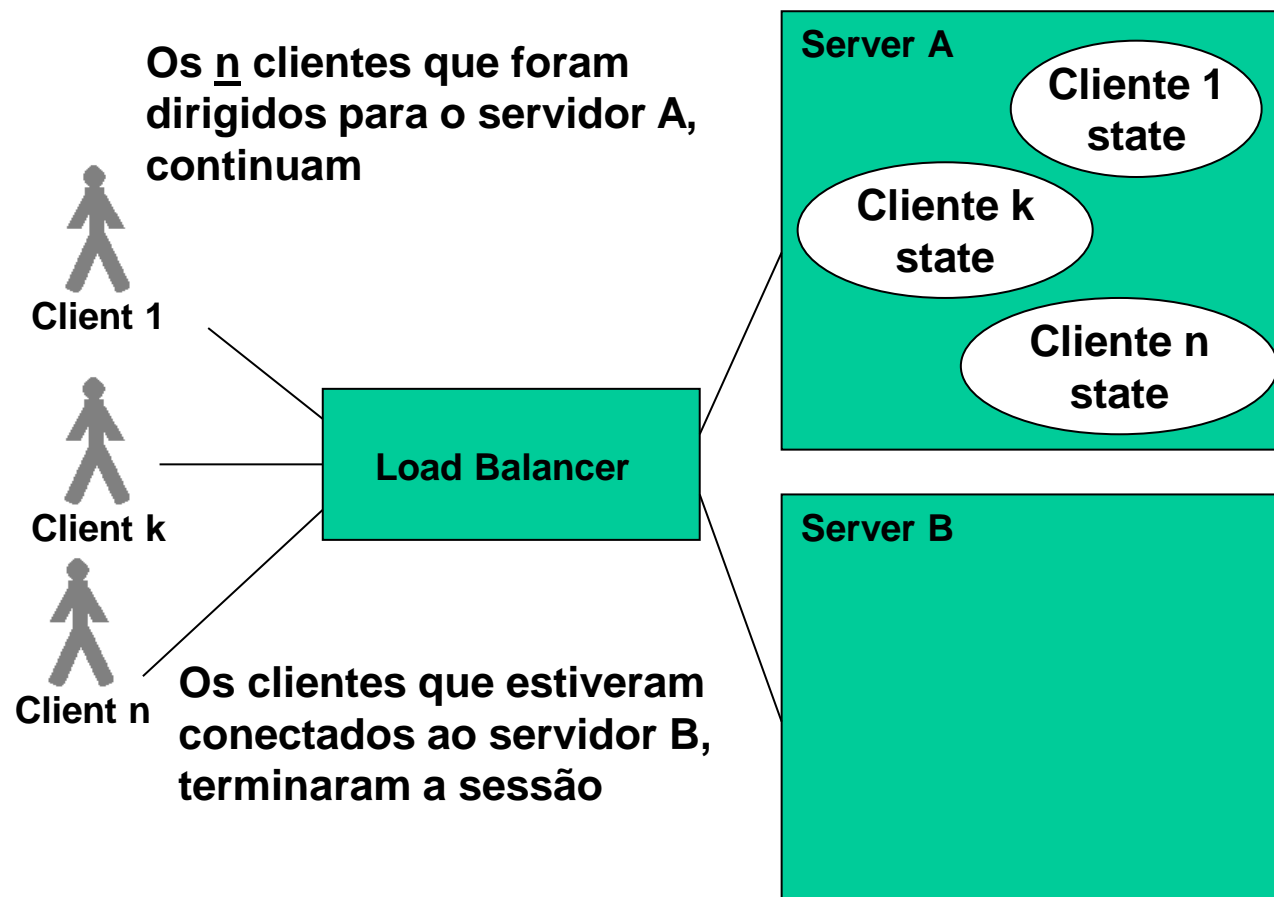 Os n clientes que foram
dirigidos para o servidor A,
continuam
Client 1
Client k
Client n
Load Balancer
Os clientes que estiveram
conectados ao servidor B,
terminaram a sessão
Server A
Cliente 1
state
Cliente k
state
Cliente n
state
Server B